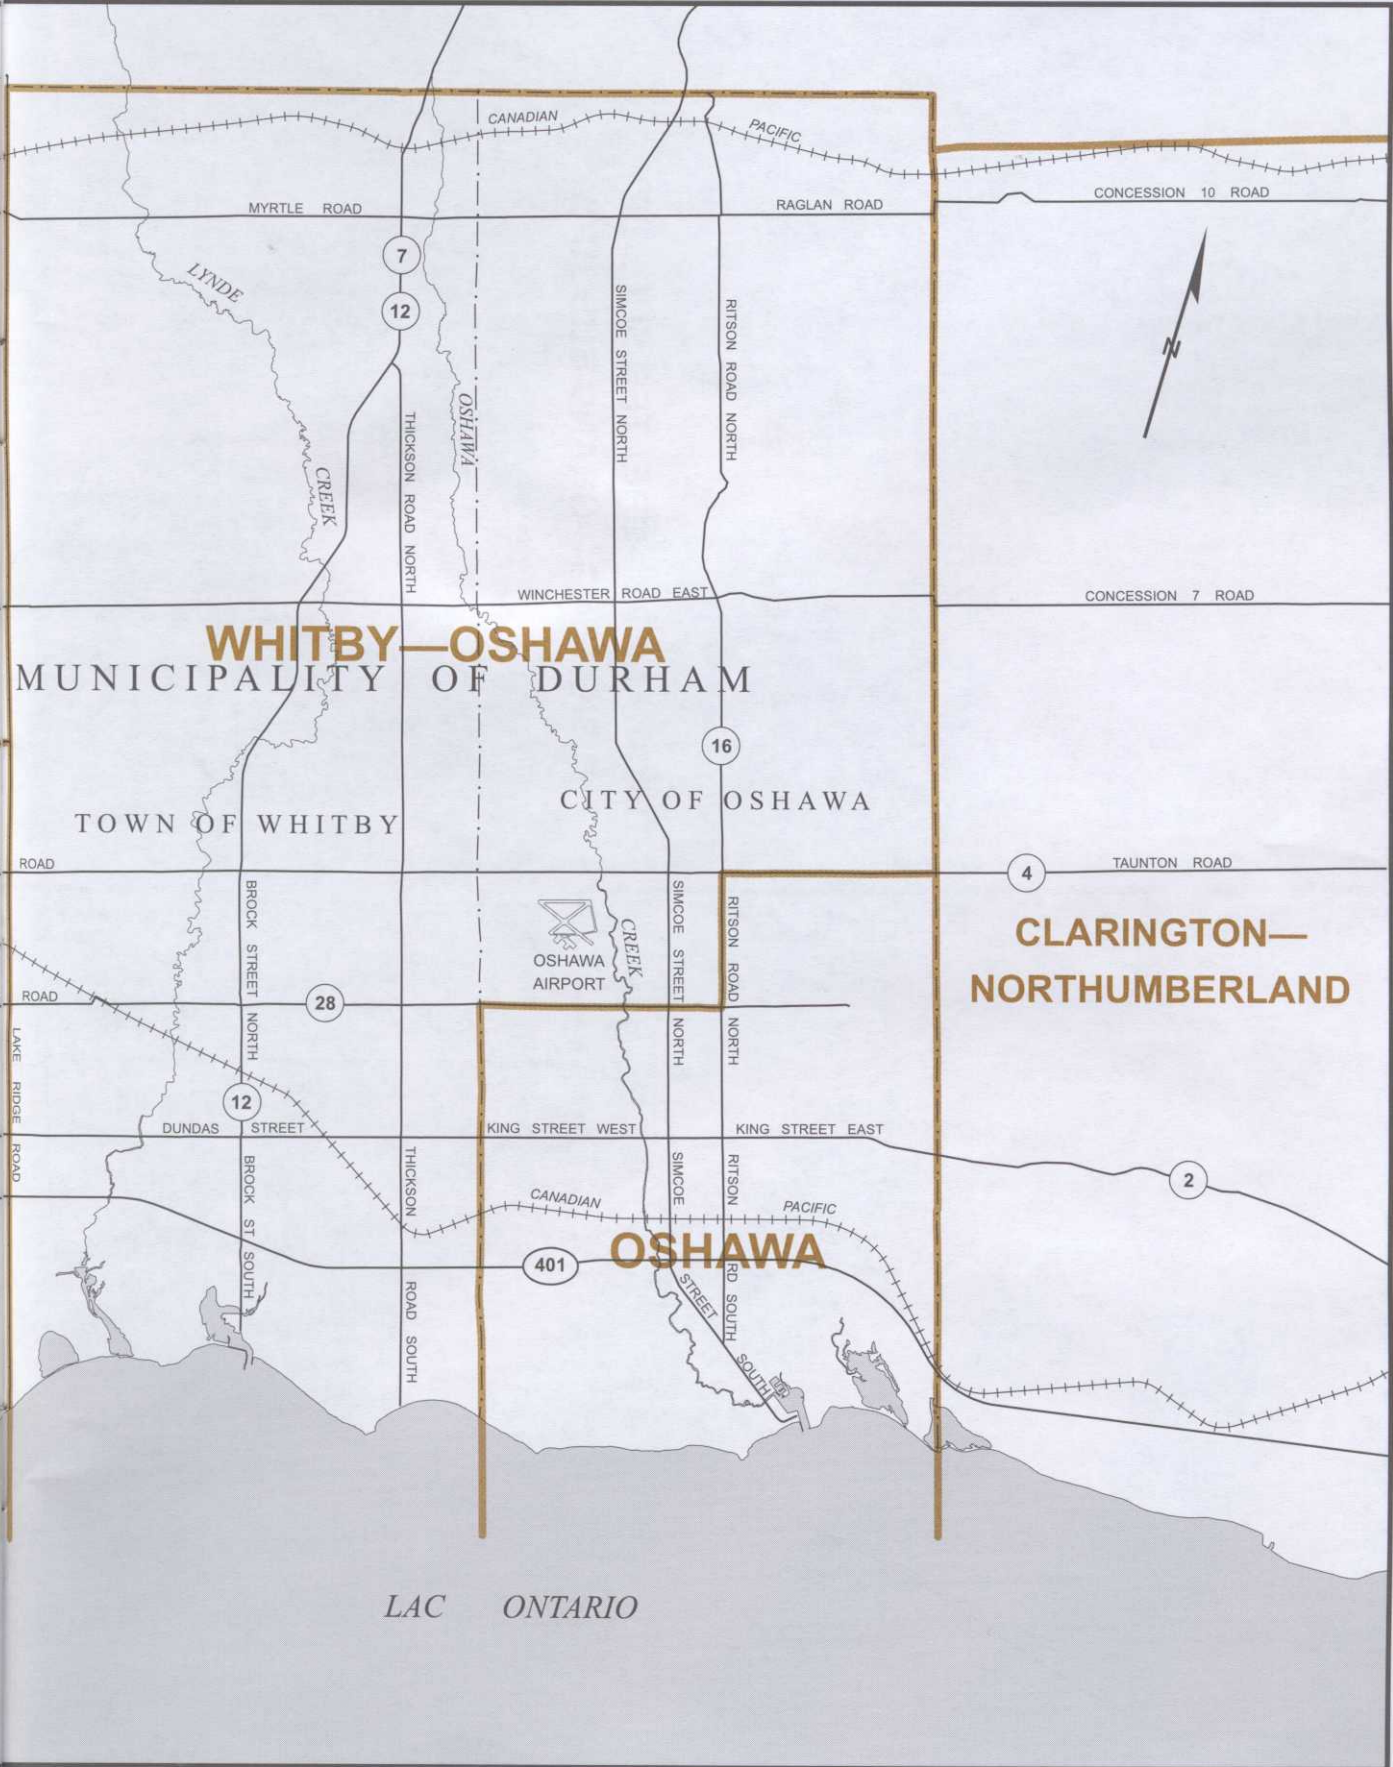 CANADIAN
PACIFIC
CONCESSION 10 ROAD
MYRTLE ROAD
RAGLAN ROAD
7
LYNDE
12
SIMCOE STREET NORTH
RITSON ROAD NORTH
N
OSHAWA
THICKSON ROAD NORTH
CREEK
WINCHESTER ROAD EAST
CONCESSION 7 ROAD
WHITBY—OSHAWA
MUNICIPALITY OF DURHAM
16
CITY OF OSHAWA
TOWN OF WHITBY
ROAD
4
TAUNTON ROAD
BROCK STREET NORTH
SIMCOE STREET NORTH
RITSON ROAD NORTH
CREEK
OSHAWA
AIRPORT
CLARINGTON—
NORTHUMBERLAND
ROAD
28
LAKE RIDGE ROAD
12
DUNDAS STREET
KING STREET WEST
KING STREET EAST
THICKSON ROAD SOUTH
BROCK ST SOUTH
SIMCOE STREET SOUTH
RITSON RD SOUTH
2
CANADIAN
PACIFIC
OSHAWA
401
LAC ONTARIO